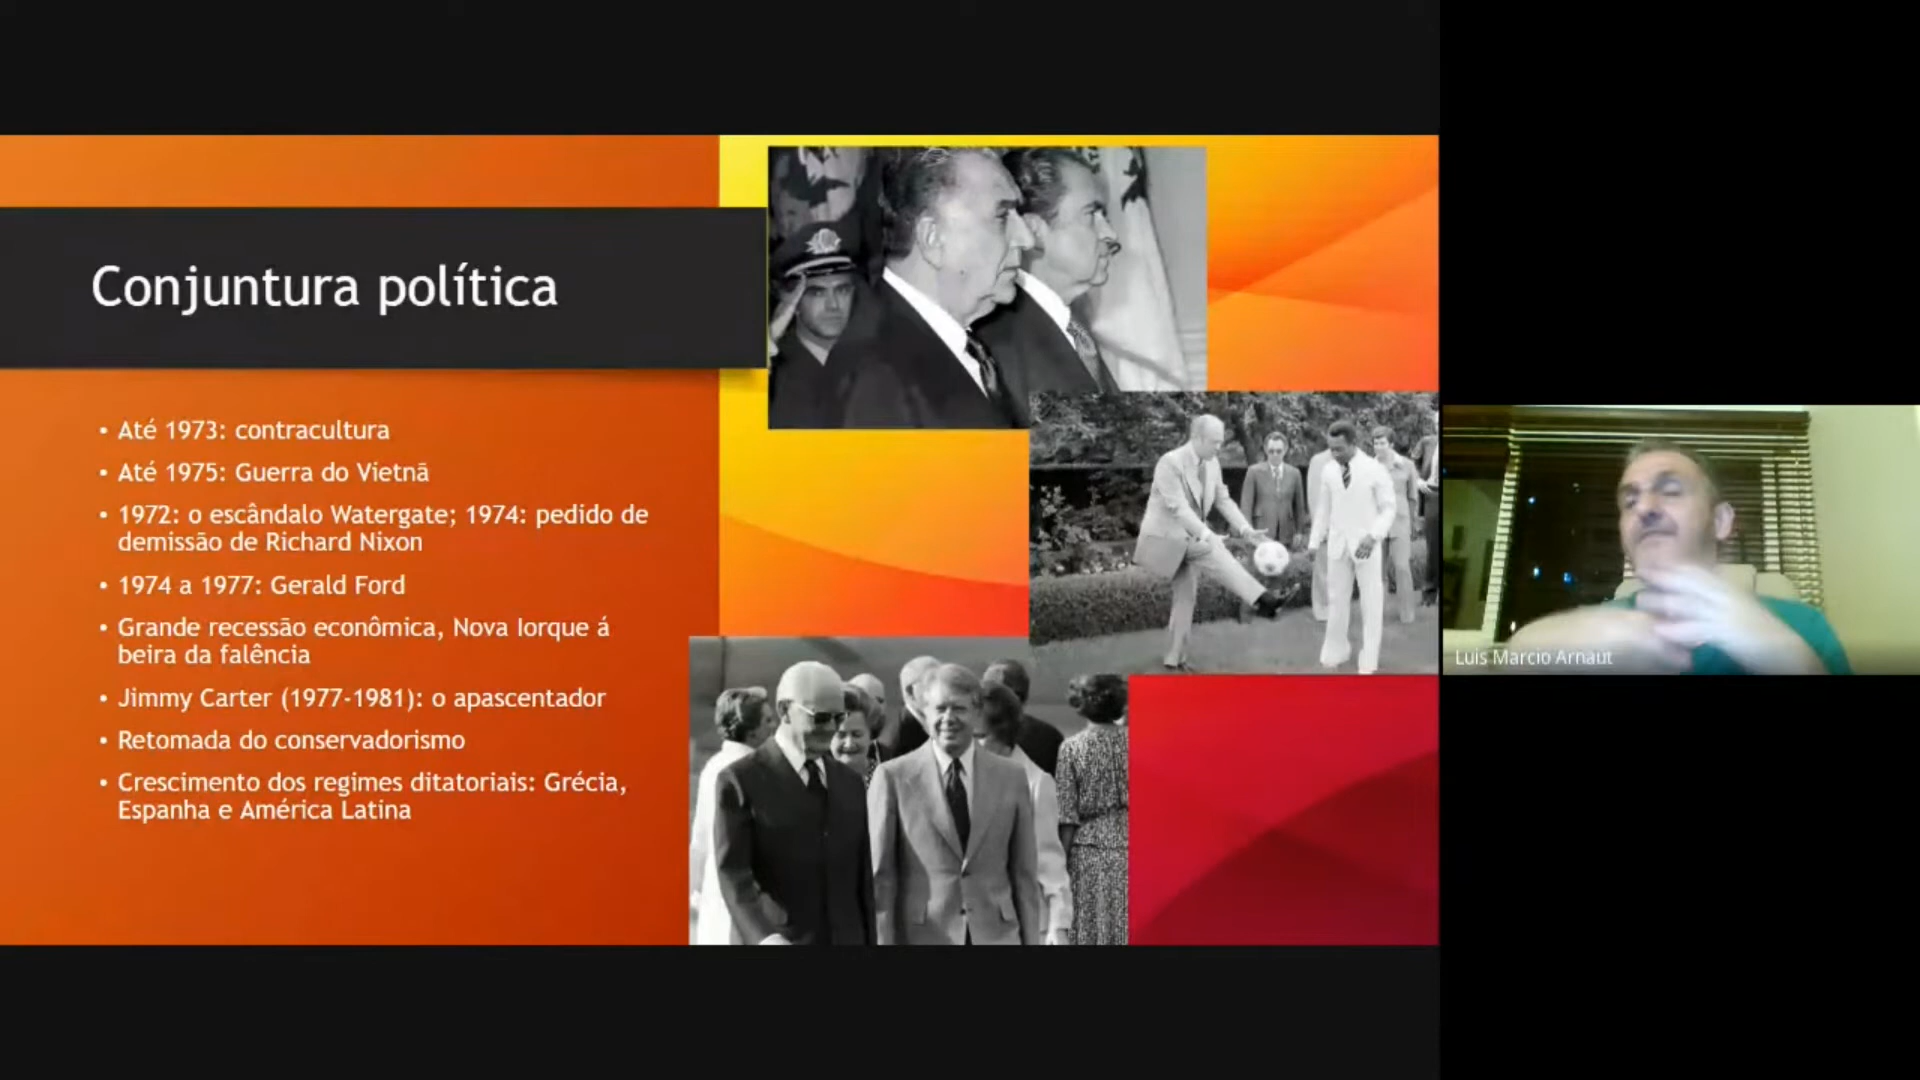 Conjuntura política
• Até 1973: contracultura
• Até 1975: Guerra do Vietnã
• 1972: o escândalo Watergate; 1974: pedido de
demissão de Richard Nixon
• 1974 a 1977: Gerald Ford
• Grande recessão econômica, Nova Iorque á
beira da falência
• Jimmy Carter (1977-1981): o apascentador
• Retomada do conservadorismo
• Crescimento dos regimes ditatoriais: Grécia,
Espanha e América Latina
Luis Marcio Arnaut